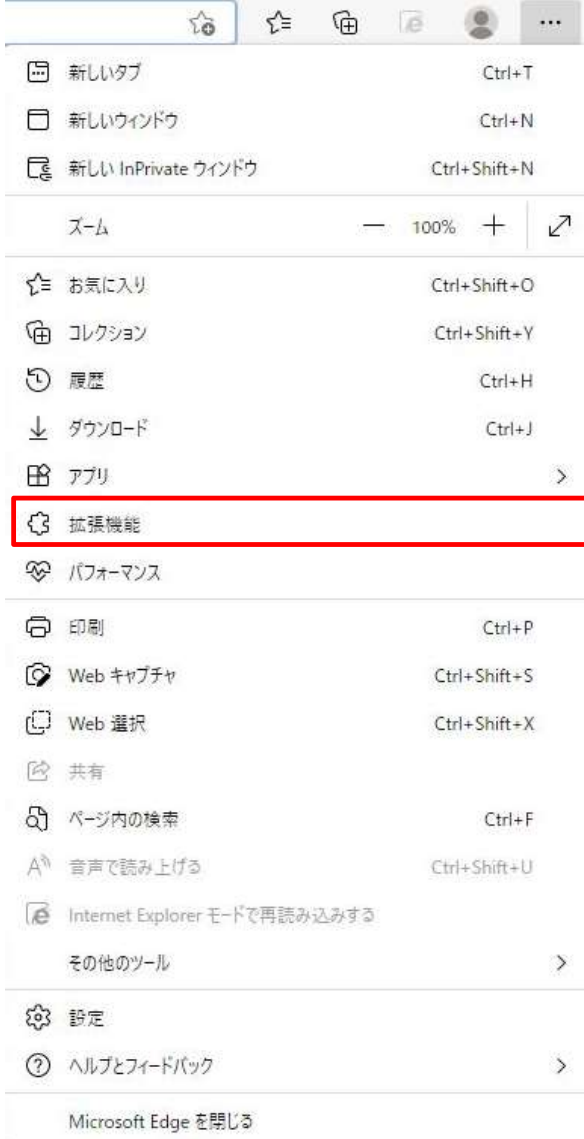 新しいタブ Ctrl+T
新しいウィンドウ Ctrl+N
新しい InPrivate ウィンドウ Ctrl+Shift+N
ズーム 100%
お気に入り Ctrl+Shift+O
コレクション Ctrl+Shift+Y
履歴 Ctrl+H
ダウンロード Ctrl+J
アプリ
拡張機能
パフォーマンス
印刷 Ctrl+P
Web キャプチャ Ctrl+Shift+S
Web 選択 Ctrl+Shift+X
共有
ページ内の検索 Ctrl+F
音声で読み上げる Ctrl+Shift+U
Internet Explorer モードで再読み込みする
その他のツール
設定
ヘルプとフィードバック
Microsoft Edge を閉じる